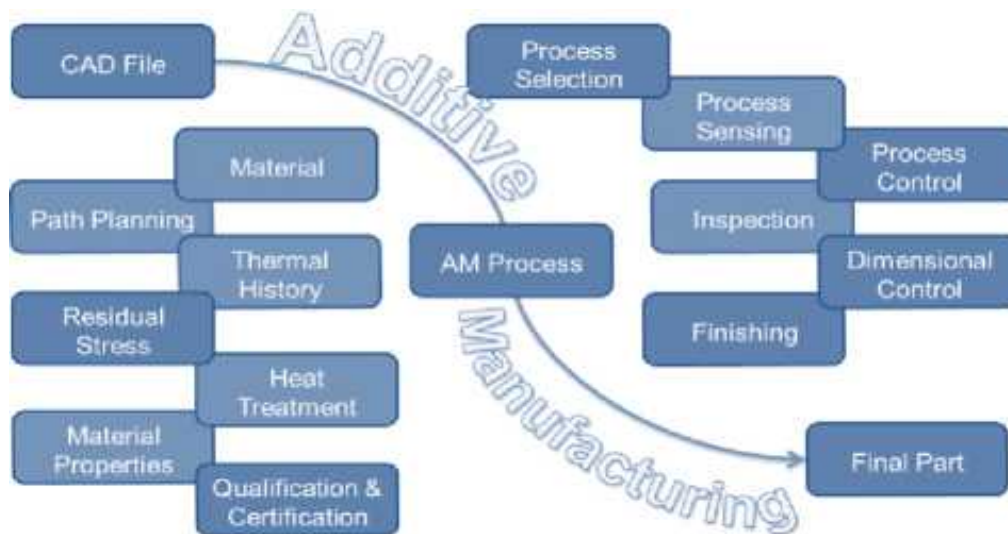 CAD File
Additive
Manufacturing
Process
Selection
Process
Sensing
Process
Control
Inspection
Dimensional
Control
Finishing
Material
Path Planning
Thermal
History
Residual
Stress
Heat
Treatment
Material
Properties
Qualification &
Certification
AM Process
Final Part